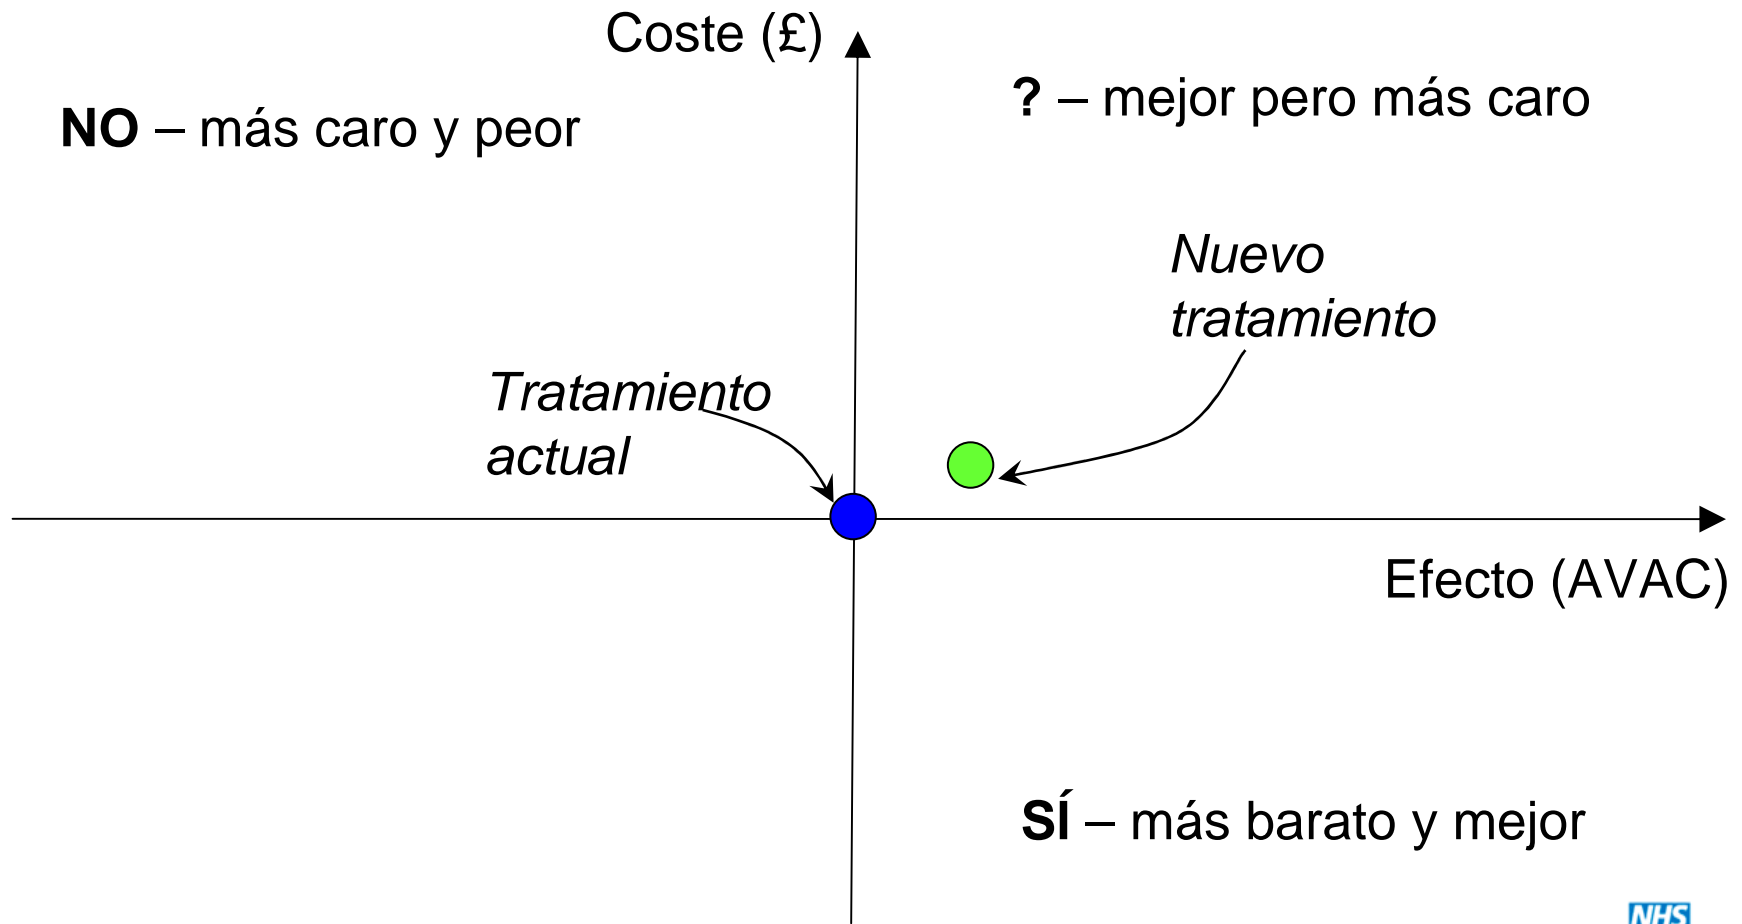 Coste (£)
? – mejor pero más caro
NO – más caro y peor
Nuevo
tratamiento
Tratamiento
actual
Efecto (AVAC)
SÍ – más barato y mejor
NHS